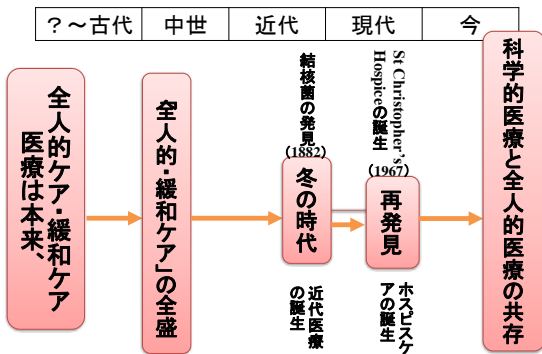 ?～古代
中世
近代
現代
今
医療は本来、
全人的ケア・緩和ケア
「全人的・緩和ケア」の全盛
結核菌の発見
(1882)
冬の時代
近代医療
の誕生
St Christopher's
Hospiceの誕生
(1967)
再発見
ホスピスケ
アの誕生
科学的医療と全人的医療の共存